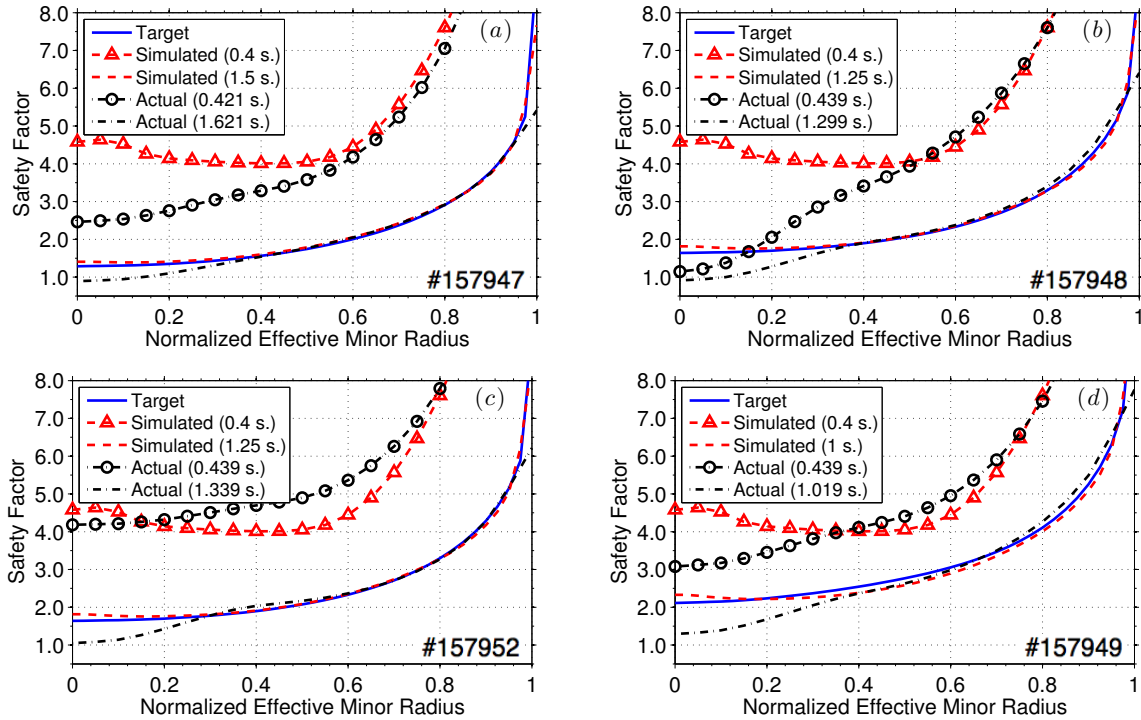 8.0
7.0
6.0
5.0
4.0
3.0
2.0
1.0
Safety Factor
Target
Simulated (0.4 s.)
Simulated (1.5 s.)
Actual (0.421 s.)
Actual (1.621 s.)
(a)
#157947
0 0.2 0.4 0.6 0.8 1
Normalized Effective Minor Radius
8.0
7.0
6.0
5.0
4.0
3.0
2.0
1.0
Safety Factor
Target
Simulated (0.4 s.)
Simulated (1.25 s.)
Actual (0.439 s.)
Actual (1.299 s.)
(b)
#157948
0 0.2 0.4 0.6 0.8 1
Normalized Effective Minor Radius
8.0
7.0
6.0
5.0
4.0
3.0
2.0
1.0
Safety Factor
Target
Simulated (0.4 s.)
Simulated (1.25 s.)
Actual (0.439 s.)
Actual (1.339 s.)
(c)
#157952
0 0.2 0.4 0.6 0.8 1
Normalized Effective Minor Radius
8.0
7.0
6.0
5.0
4.0
3.0
2.0
1.0
Safety Factor
Target
Simulated (0.4 s.)
Simulated (1 s.)
Actual (0.439 s.)
Actual (1.019 s.)
(d)
#157949
0 0.2 0.4 0.6 0.8 1
Normalized Effective Minor Radius